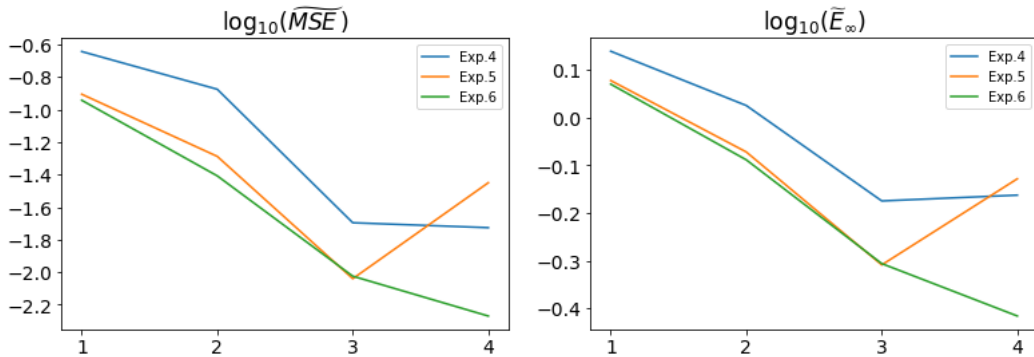 log₁₀(M͂S͂E͂)
−0.6
−0.8
−1.0
−1.2
−1.4
−1.6
−1.8
−2.0
−2.2
1 2 3 4
Exp.4
Exp.5
Exp.6
log₁₀(Ẽ∞)
0.1
0.0
−0.1
−0.2
−0.3
−0.4
1 2 3 4
Exp.4
Exp.5
Exp.6